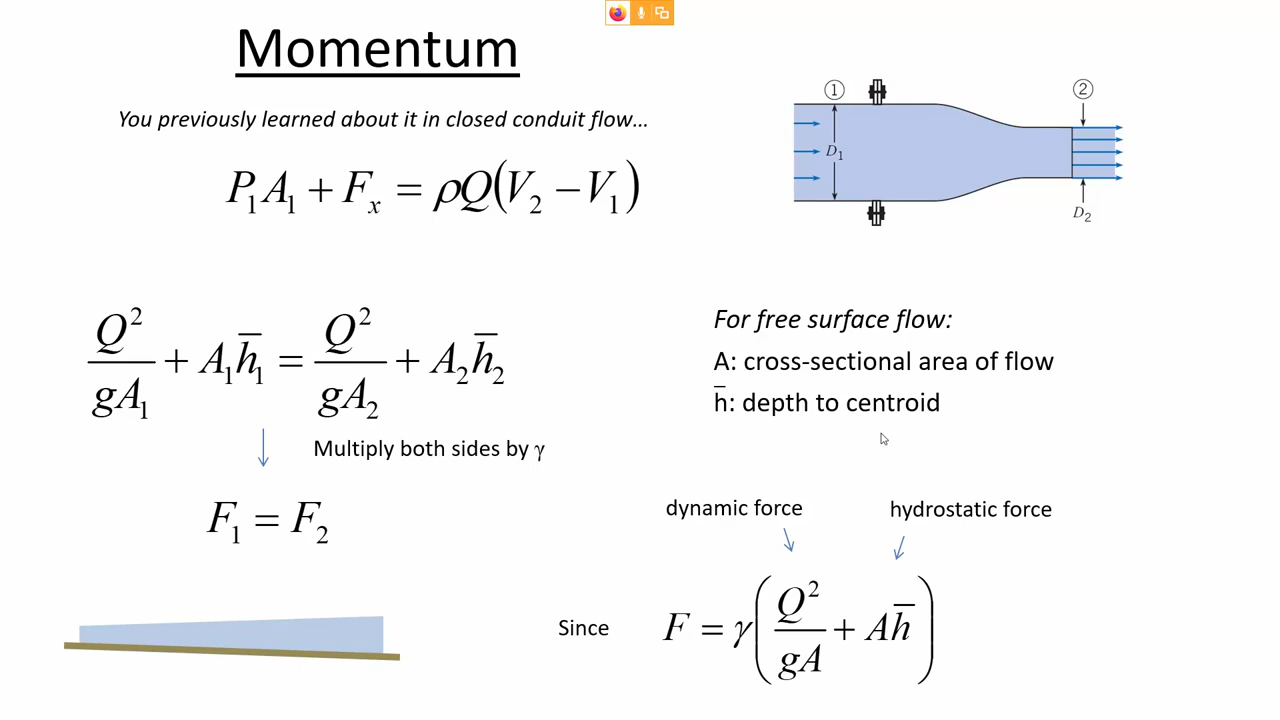 Momentum
You previously learned about it in closed conduit flow…
P₁A₁ + Fₓ = ρQ(V₂ − V₁)
① ②
D₁
D₂
Q²/gA₁ + A₁h̅₁ = Q²/gA₂ + A₂h̅₂
For free surface flow:
A: cross-sectional area of flow
h̅: depth to centroid
Multiply both sides by γ
F₁ = F₂
dynamic force hydrostatic force
Since F = γ(Q²/gA + Ah̅)